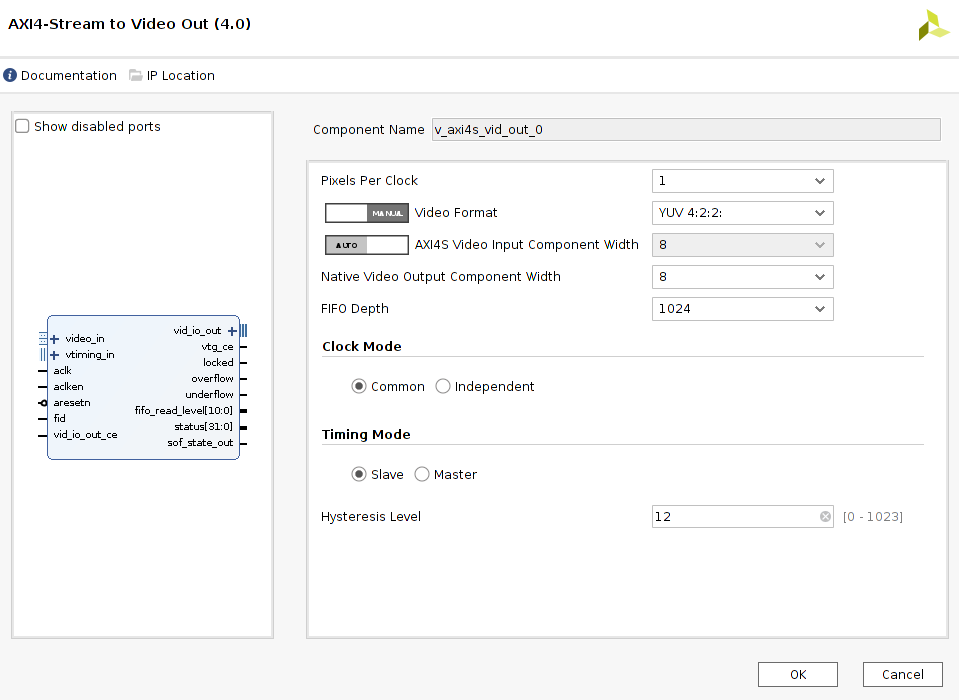 AXI4-Stream to Video Out (4.0)
Documentation IP Location
Show disabled ports
video_in
vtiming_in
aclk
aclken
aresetn
fid
vid_io_out_ce
vid_io_out
vtg_ce
locked
overflow
underflow
fifo_read_level[10:0]
status[31:0]
sof_state_out
Component Name v_axi4s_vid_out_0
Pixels Per Clock 1
MANUAL Video Format YUV 4:2:2:
AUTO AXI4S Video Input Component Width 8
Native Video Output Component Width 8
FIFO Depth 1024
Clock Mode
Common Independent
Timing Mode
Slave Master
Hysteresis Level 12 [0 - 1023]
OK Cancel